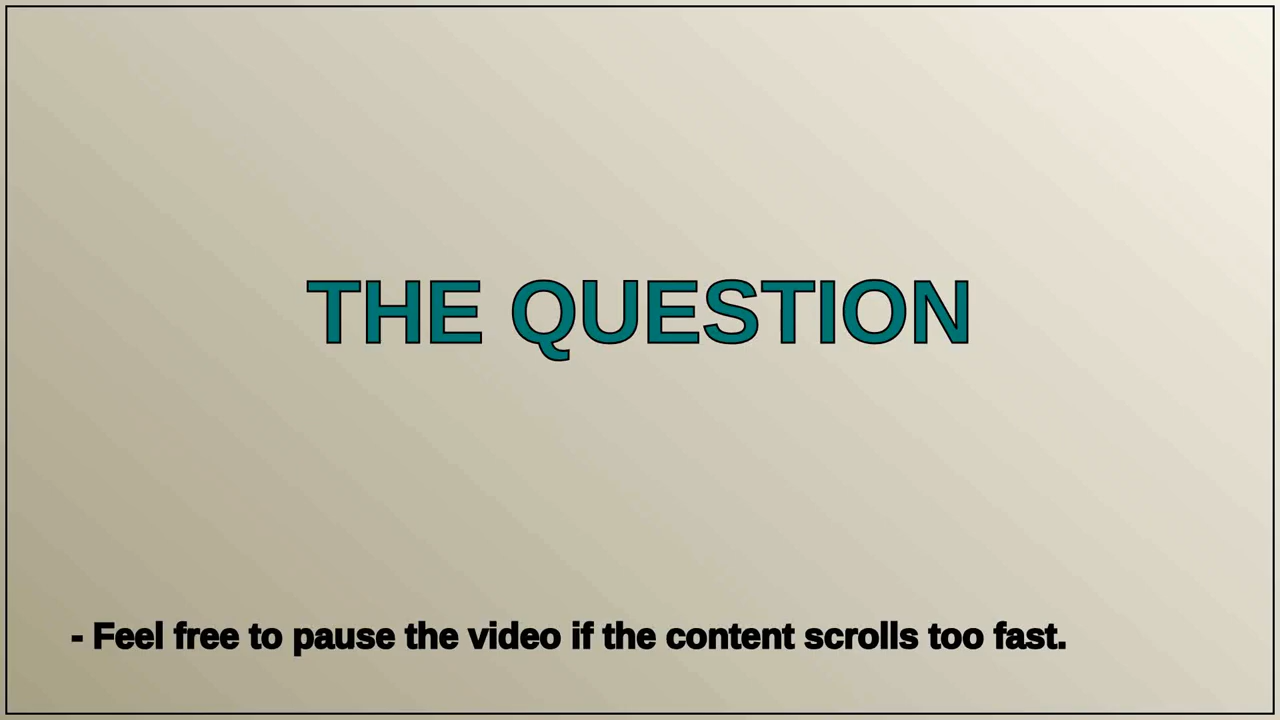 THE QUESTION
- Feel free to pause the video if the content scrolls too fast.